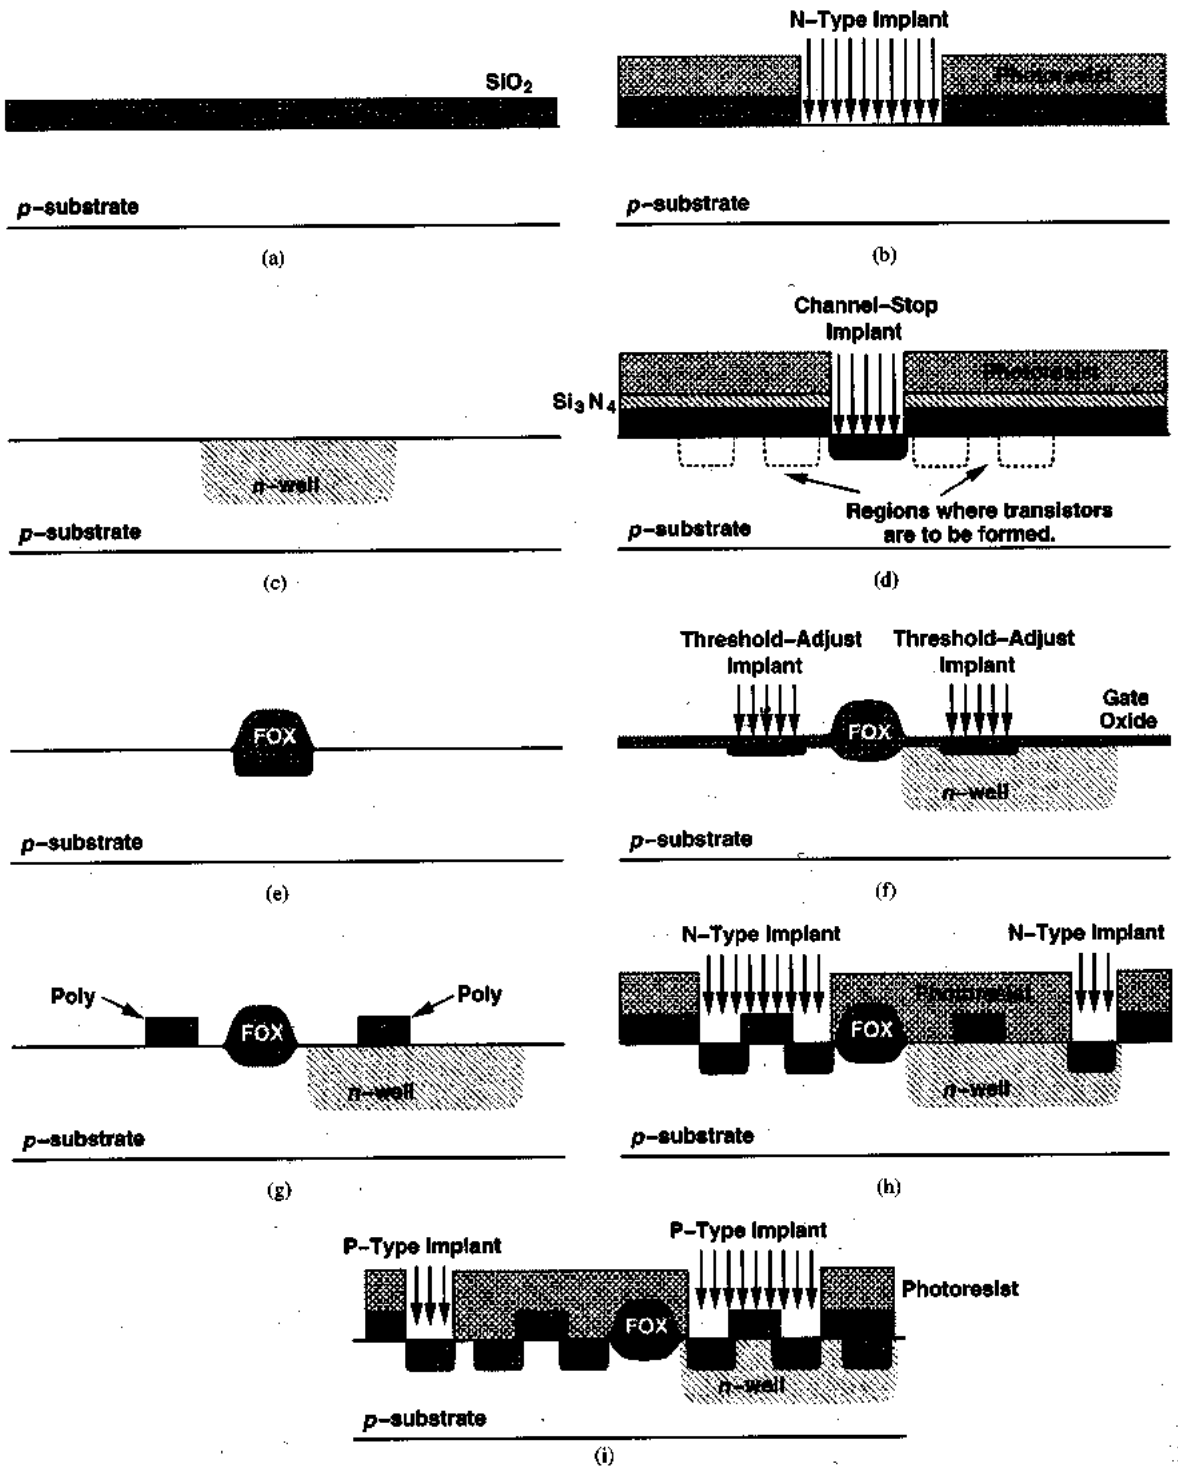 SiO2
p-substrate
(a)
N-Type Implant
Photoresist
p-substrate
(b)
n-well
p-substrate
(c)
Channel-Stop
Implant
Photoresist
Si3N4
Regions where transistors
are to be formed.
p-substrate
(d)
FOX
p-substrate
(e)
Threshold-Adjust
Implant
Threshold-Adjust
Implant
Gate
Oxide
FOX
n-well
p-substrate
(f)
Poly
Poly
FOX
n-well
p-substrate
(g)
N-Type Implant
N-Type Implant
Photoresist
FOX
n-well
p-substrate
(h)
P-Type Implant
P-Type Implant
Photoresist
FOX
n-well
p-substrate
(i)